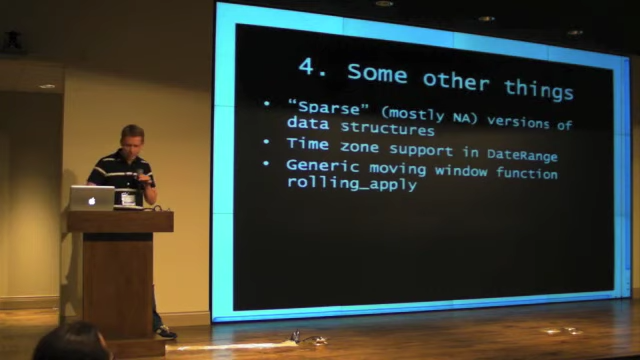 4. Some other things
• "Sparse" (mostly NA) versions of
data structures
• Time zone support in DateRange
• Generic moving window function
rolling_apply